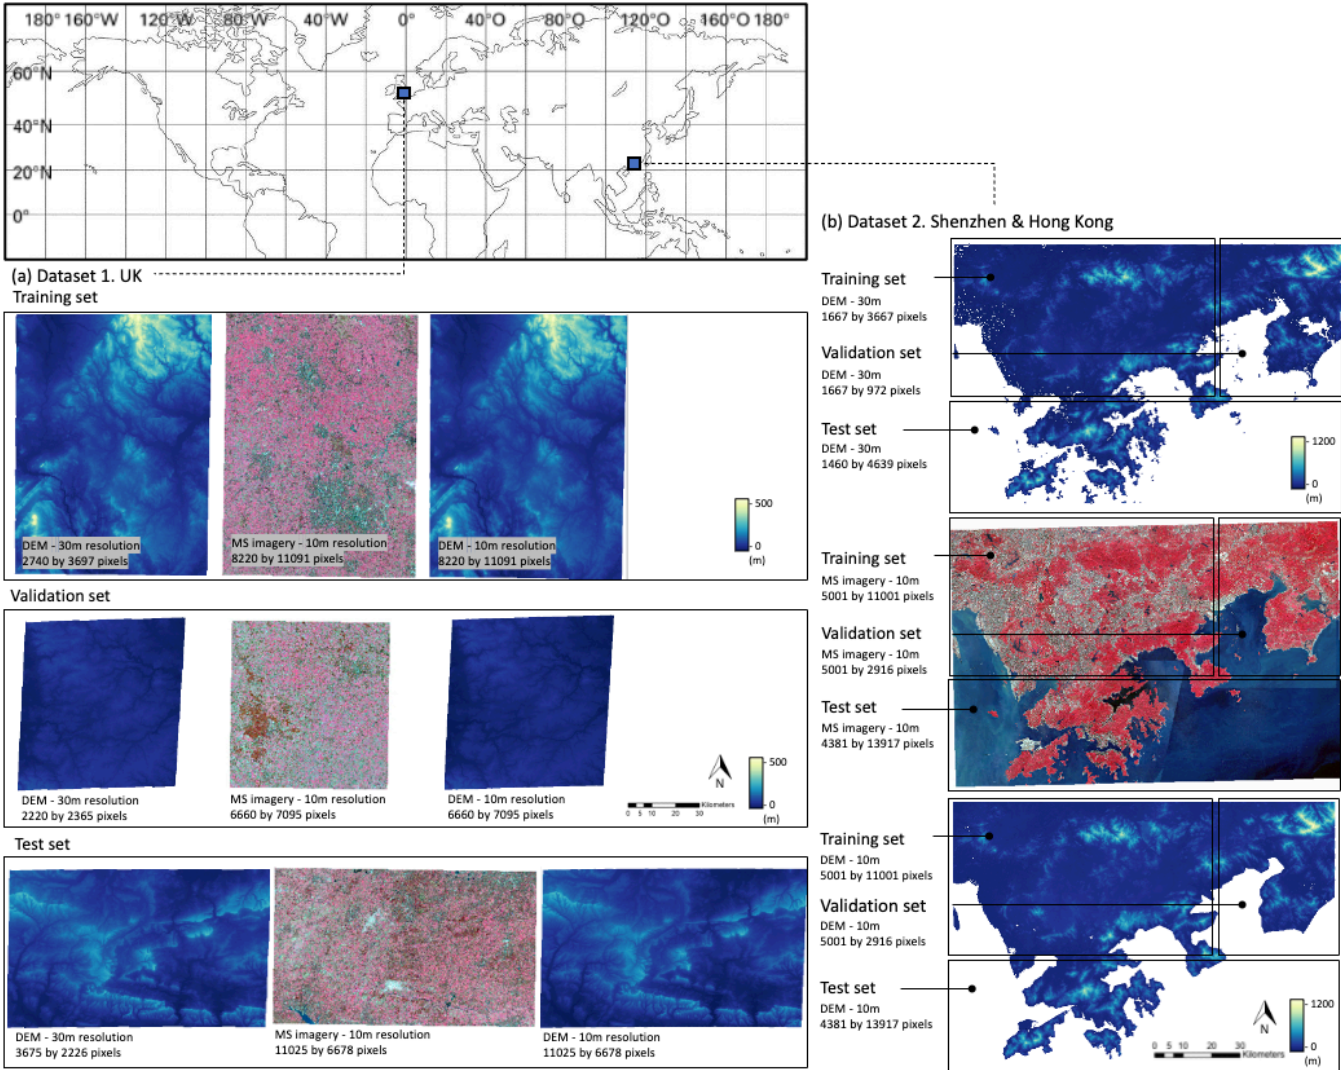 180° 160°W 120°W 80°W 40°W 0° 40°O 80°O 120°O 160°O 180°
60°N
40°N
20°N
0°
(a) Dataset 1. UK
Training set
DEM - 30m resolution
2740 by 3697 pixels
MS imagery - 10m resolution
8220 by 11091 pixels
DEM - 10m resolution
8220 by 11091 pixels
500
0
(m)
Validation set
DEM - 30m resolution
2220 by 2365 pixels
MS imagery - 10m resolution
6660 by 7095 pixels
DEM - 10m resolution
6660 by 7095 pixels
N
0 5 10 20 30 Kilometers
500
0
(m)
Test set
DEM - 30m resolution
3675 by 2226 pixels
MS imagery - 10m resolution
11025 by 6678 pixels
DEM - 10m resolution
11025 by 6678 pixels
(b) Dataset 2. Shenzhen & Hong Kong
Training set
DEM - 30m
1667 by 3667 pixels
Validation set
DEM - 30m
1667 by 972 pixels
Test set
DEM - 30m
1460 by 4639 pixels
1200
0
(m)
Training set
MS imagery - 10m
5001 by 11001 pixels
Validation set
MS imagery - 10m
5001 by 2916 pixels
Test set
MS imagery - 10m
4381 by 13917 pixels
Training set
DEM - 10m
5001 by 11001 pixels
Validation set
DEM - 10m
5001 by 2916 pixels
Test set
DEM - 10m
4381 by 13917 pixels
N
0 5 10 20 30 Kilometers
1200
0
(m)